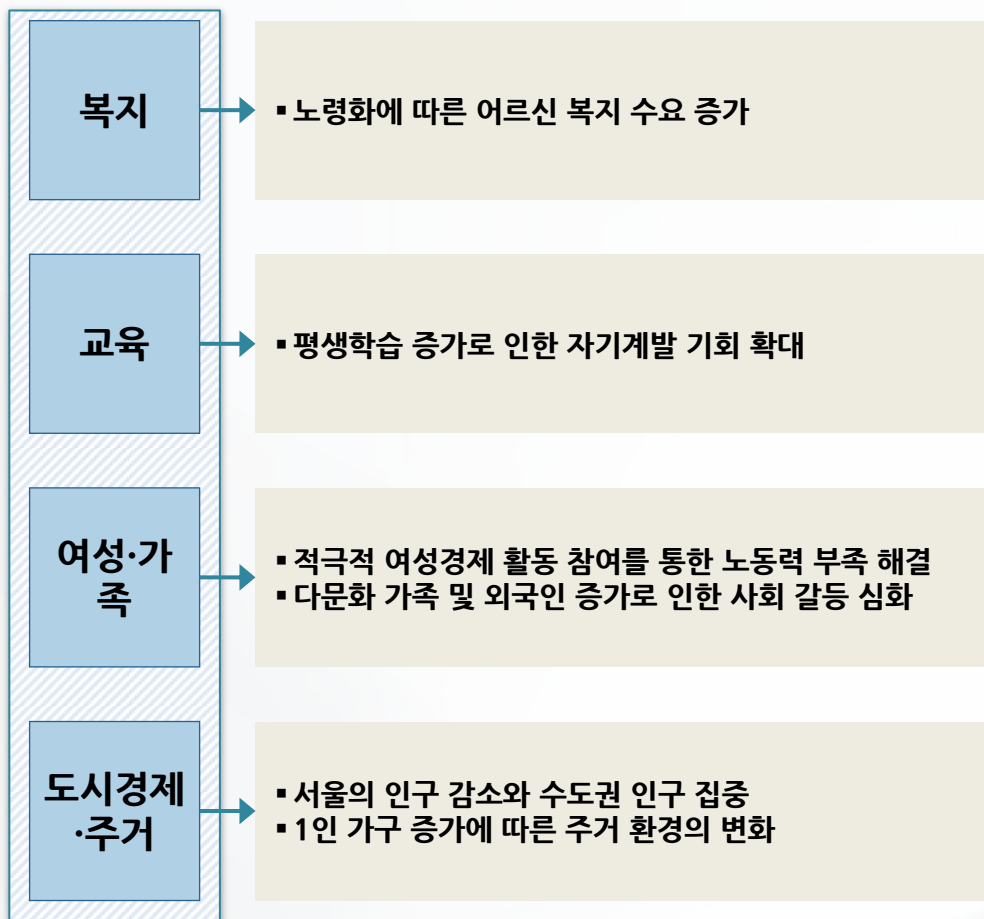 복지
▪ 노령화에 따른 어르신 복지 수요 증가
교육
▪ 평생학습 증가로 인한 자기계발 기회 확대
여성·가
족
▪ 적극적 여성경제 활동 참여를 통한 노동력 부족 해결
▪ 다문화 가족 및 외국인 증가로 인한 사회 갈등 심화
도시경제
·주거
▪ 서울의 인구 감소와 수도권 인구 집중
▪ 1인 가구 증가에 따른 주거 환경의 변화